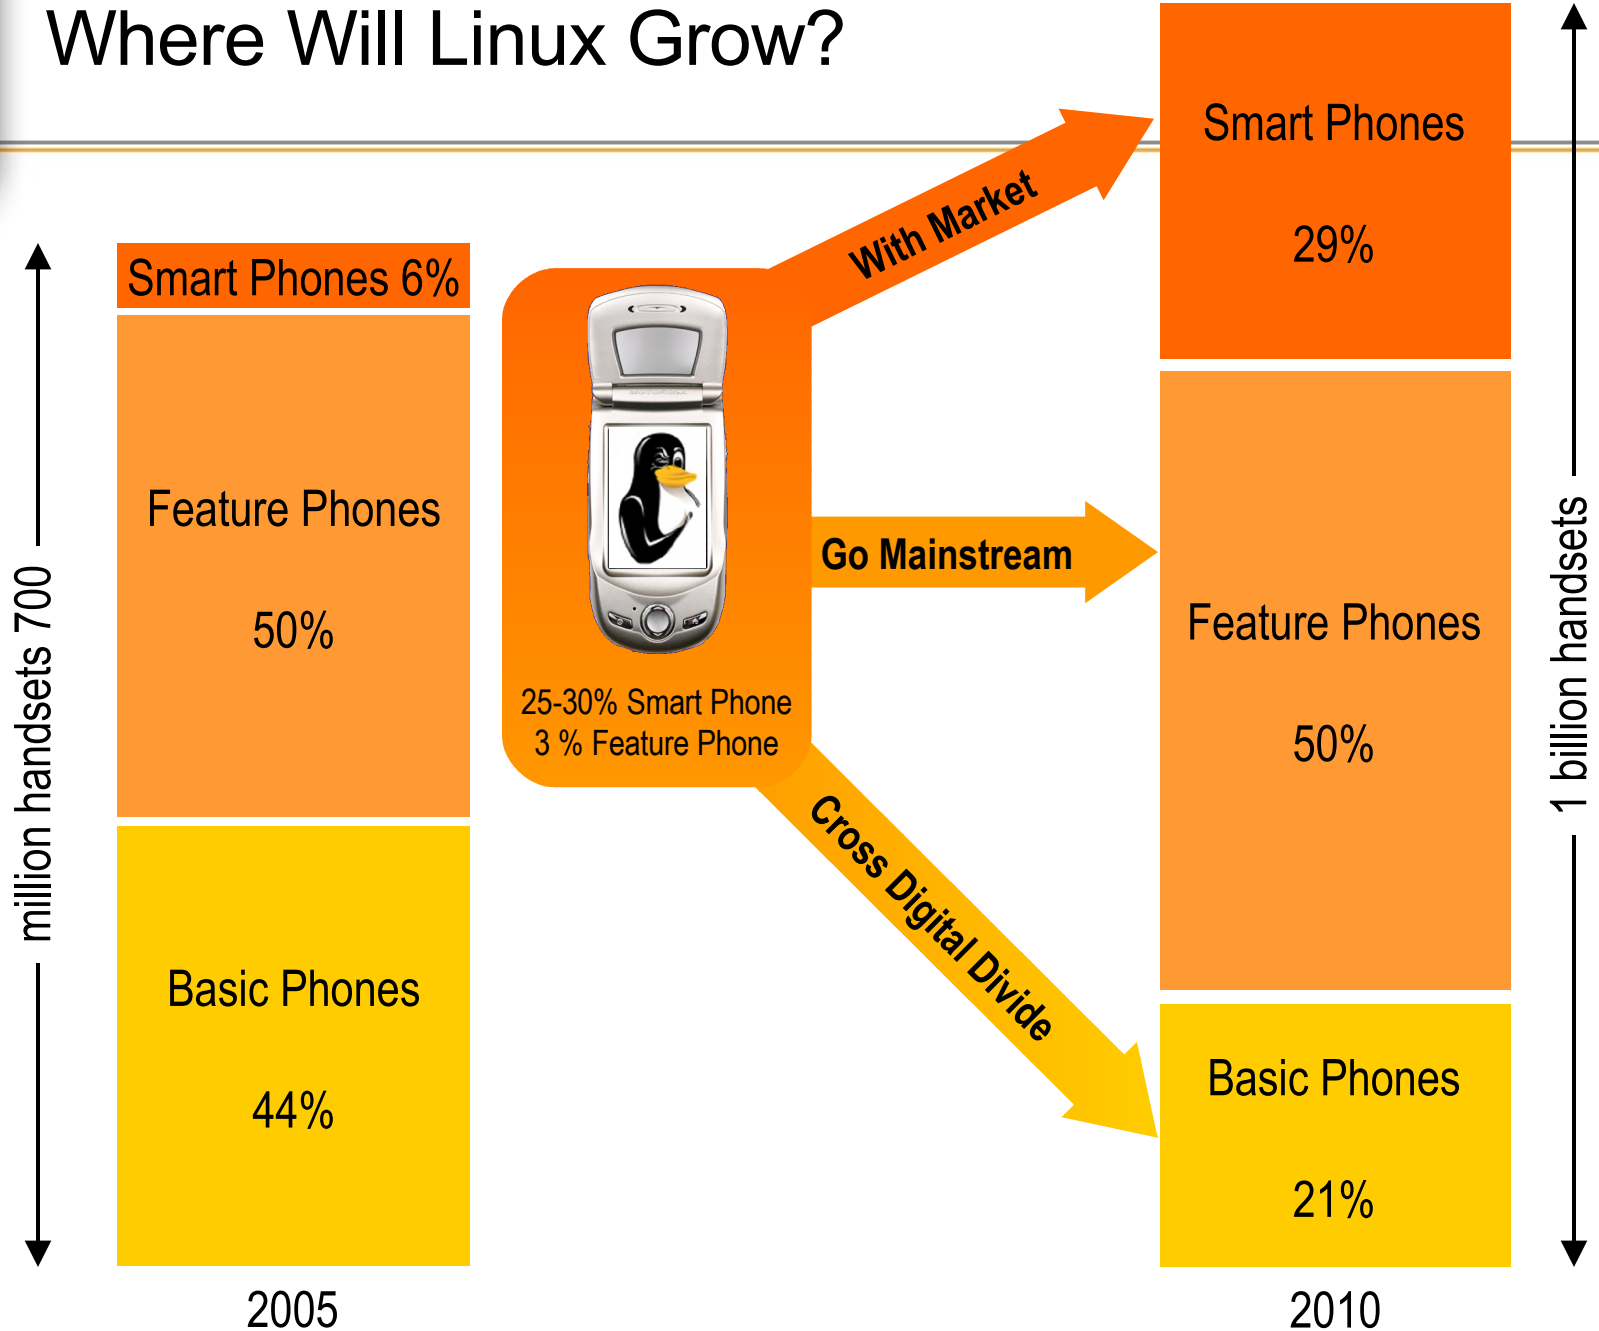 Where Will Linux Grow?
million handsets 700
Smart Phones 6%
Feature Phones
50%
Basic Phones
44%
2005
25-30% Smart Phone
3 % Feature Phone
With Market
Go Mainstream
Cross Digital Divide
Smart Phones
29%
Feature Phones
50%
Basic Phones
21%
2010
1 billion handsets